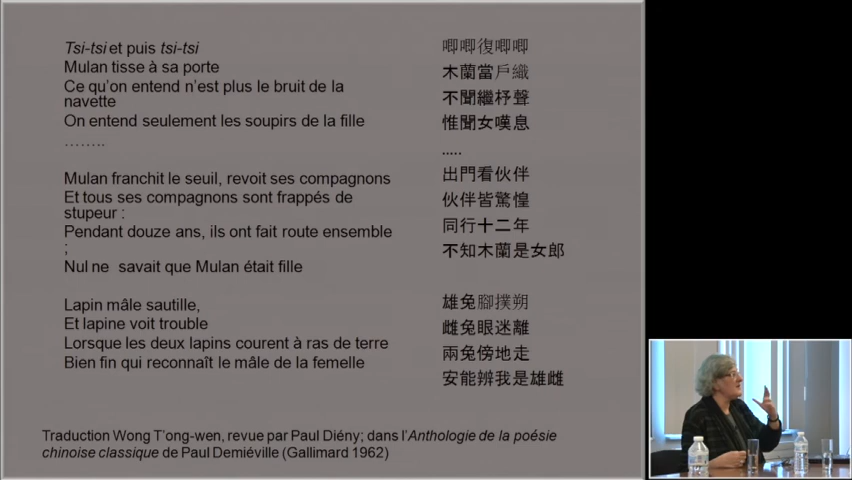 Tsi-tsi et puis tsi-tsi
Mulan tisse à sa porte
Ce qu'on entend n'est plus le bruit de la
navette
On entend seulement les soupirs de la fille
……..
Mulan franchit le seuil, revoit ses compagnons
Et tous ses compagnons sont frappés de
stupeur :
Pendant douze ans, ils ont fait route ensemble
;
Nul ne savait que Mulan était fille
Lapin mâle sautille,
Et lapine voit trouble
Lorsque les deux lapins courent à ras de terre
Bien fin qui reconnaît le mâle de la femelle
唧唧復唧唧
木蘭當戶織
不聞繼杼聲
惟聞女嘆息
.....
出門看伙伴
伙伴皆驚惶
同行十二年
不知木蘭是女郎
雄兔腳撲朔
雌兔眼迷離
兩兔傍地走
安能辨我是雄雌
Traduction Wong T'ong-wen, revue par Paul Diény; dans l'Anthologie de la poésie
chinoise classique de Paul Demiéville (Gallimard 1962)